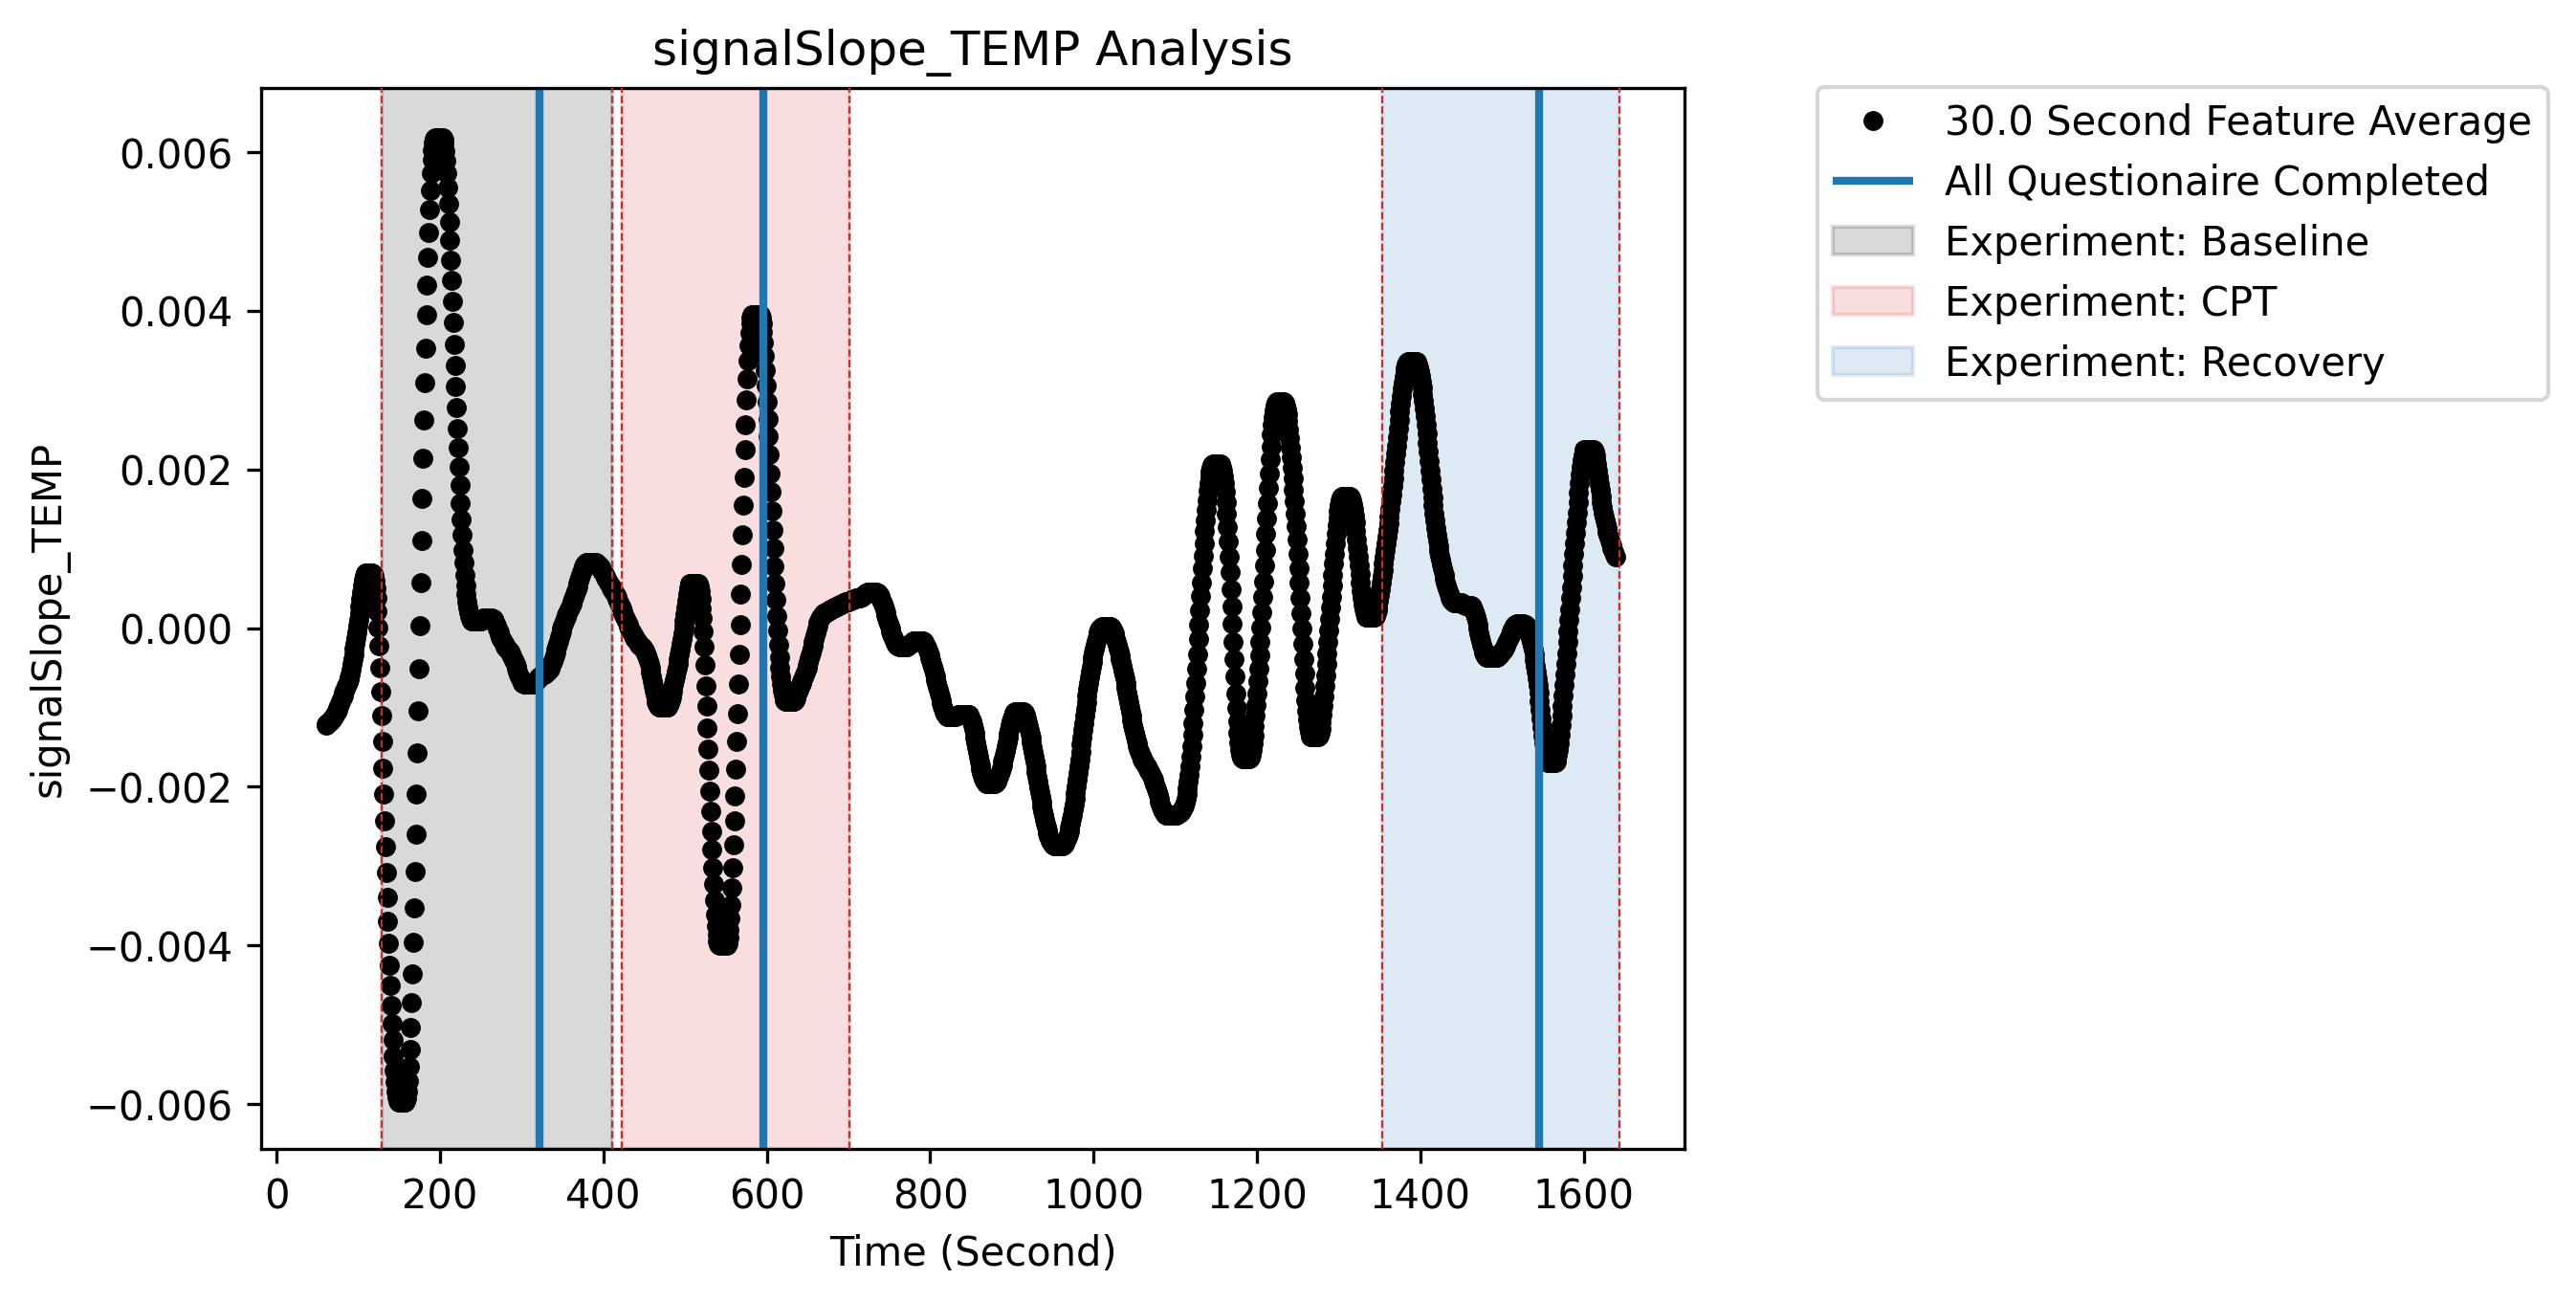 signalSlope_TEMP Analysis
signalSlope_TEMP
0.006
0.004
0.002
0.000
−0.002
−0.004
−0.006
0 200 400 600 800 1000 1200 1400 1600
Time (Second)
30.0 Second Feature Average
All Questionaire Completed
Experiment: Baseline
Experiment: CPT
Experiment: Recovery